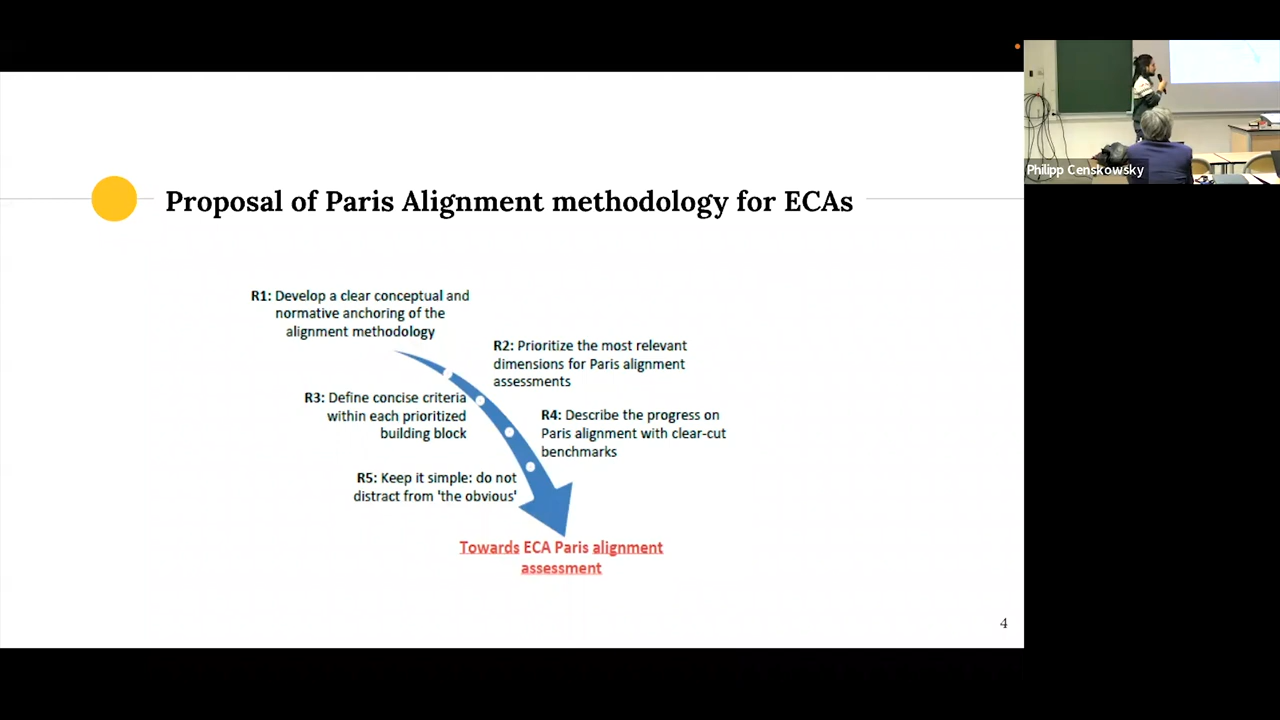 Philipp Censkowsky
Proposal of Paris Alignment methodology for ECAs
R1: Develop a clear conceptual and
normative anchoring of the
alignment methodology
R2: Prioritize the most relevant
dimensions for Paris alignment
assessments
R3: Define concise criteria
within each prioritized
building block
R4: Describe the progress on
Paris alignment with clear-cut
benchmarks
R5: Keep it simple: do not
distract from 'the obvious'
Towards ECA Paris alignment
assessment
4